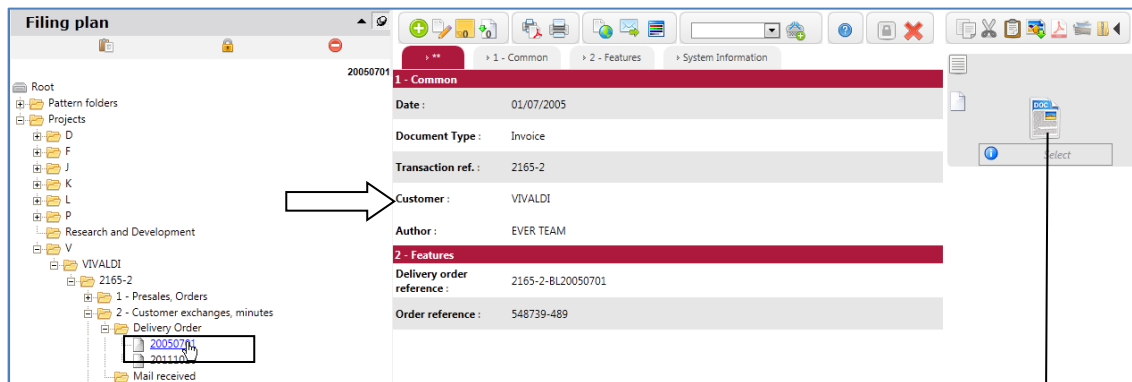 Filing plan
20050701
Root
Pattern folders
Projects
D
F
J
K
L
P
Research and Development
V
VIVALDI
2165-2
1 - Presales, Orders
2 - Customer exchanges, minutes
Delivery Order
20050701
Mail received
> ** > 1 - Common > 2 - Features > System Information
1 - Common
Date : 01/07/2005
Document Type : Invoice
Transaction ref. : 2165-2
Customer : VIVALDI
Author : EVER TEAM
2 - Features
Delivery order
reference : 2165-2-BL20050701
Order reference : 548739-489
DOC
Select